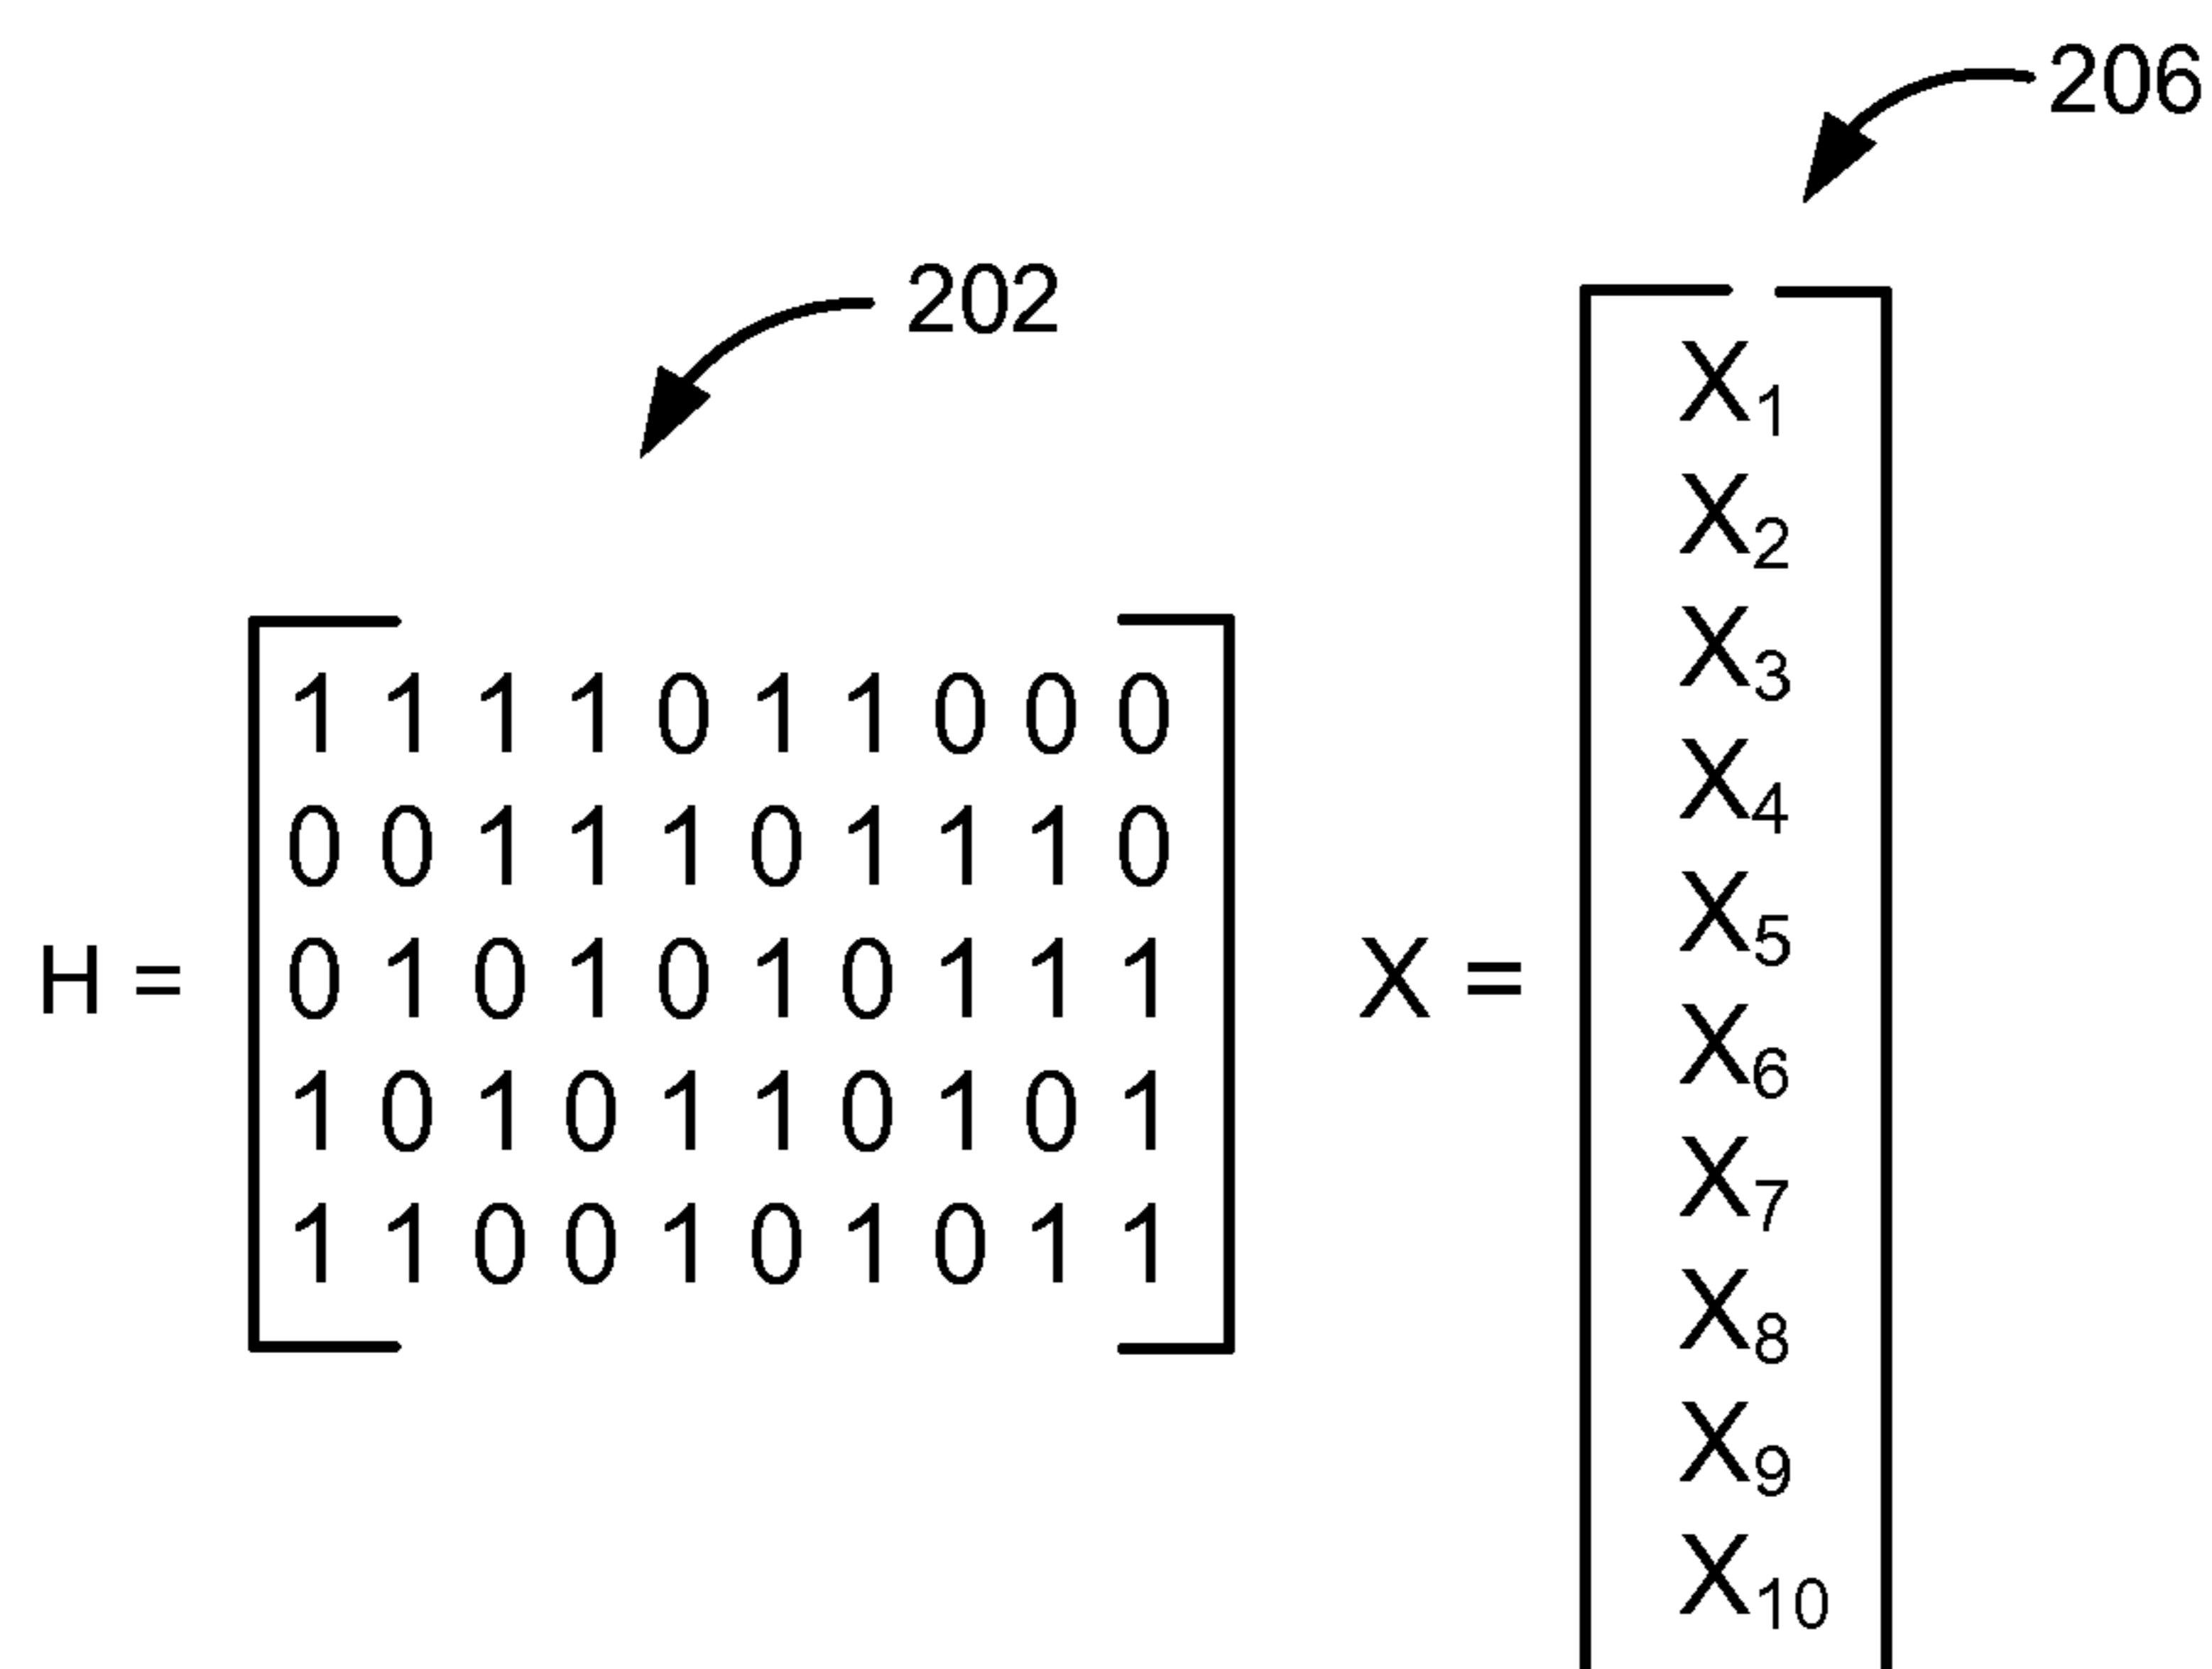 206
202
X₁
X₂
X₃
X₄
X₅
X₆
X₇
X₈
X₉
X₁₀
H =
1 1 1 1 0 1 1 0 0 0
0 0 1 1 1 0 1 1 1 0
0 1 0 1 0 1 0 1 1 1
1 0 1 0 1 1 0 1 0 1
1 1 0 0 1 0 1 0 1 1
X =